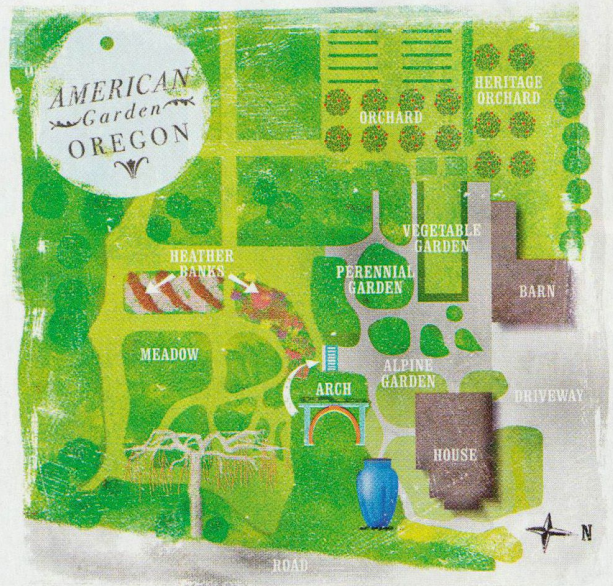 AMERICAN
Garden
OREGON
HERITAGE
ORCHARD
ORCHARD
VEGETABLE
GARDEN
HEATHER
BANKS
PERENNIAL
GARDEN
BARN
MEADOW
ALPINE
GARDEN
ARCH
DRIVEWAY
HOUSE
N
ROAD